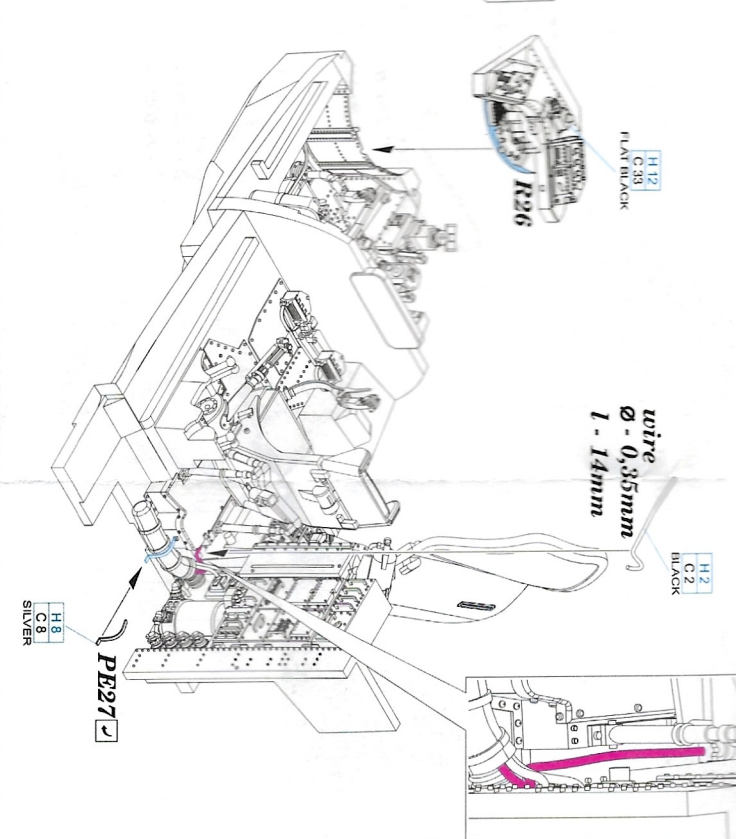 H 12
C 33
FLAT BLACK
R26
wire
Ø - 0,35mm
l - 14mm
H 2
C 2
BLACK
H 8
C 8
SILVER
PE27